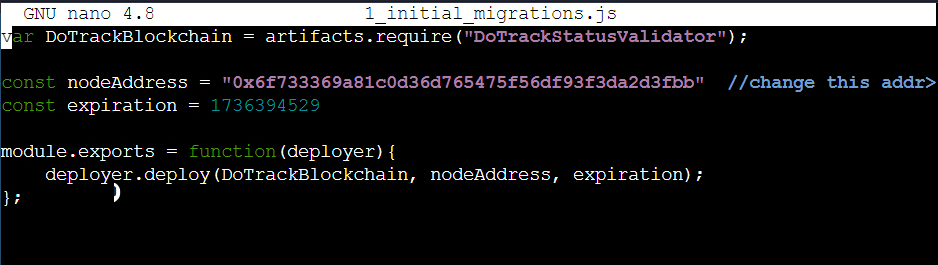 GNU nano 4.8 1_initial_migrations.js
var DoTrackBlockchain = artifacts.require("DoTrackStatusValidator");
const nodeAddress = "0x6f733369a81c0d36d765475f56df93f3da2d3fbb" //change this addr>
const expiration = 1736394529
module.exports = function(deployer){
    deployer.deploy(DoTrackBlockchain, nodeAddress, expiration);
};